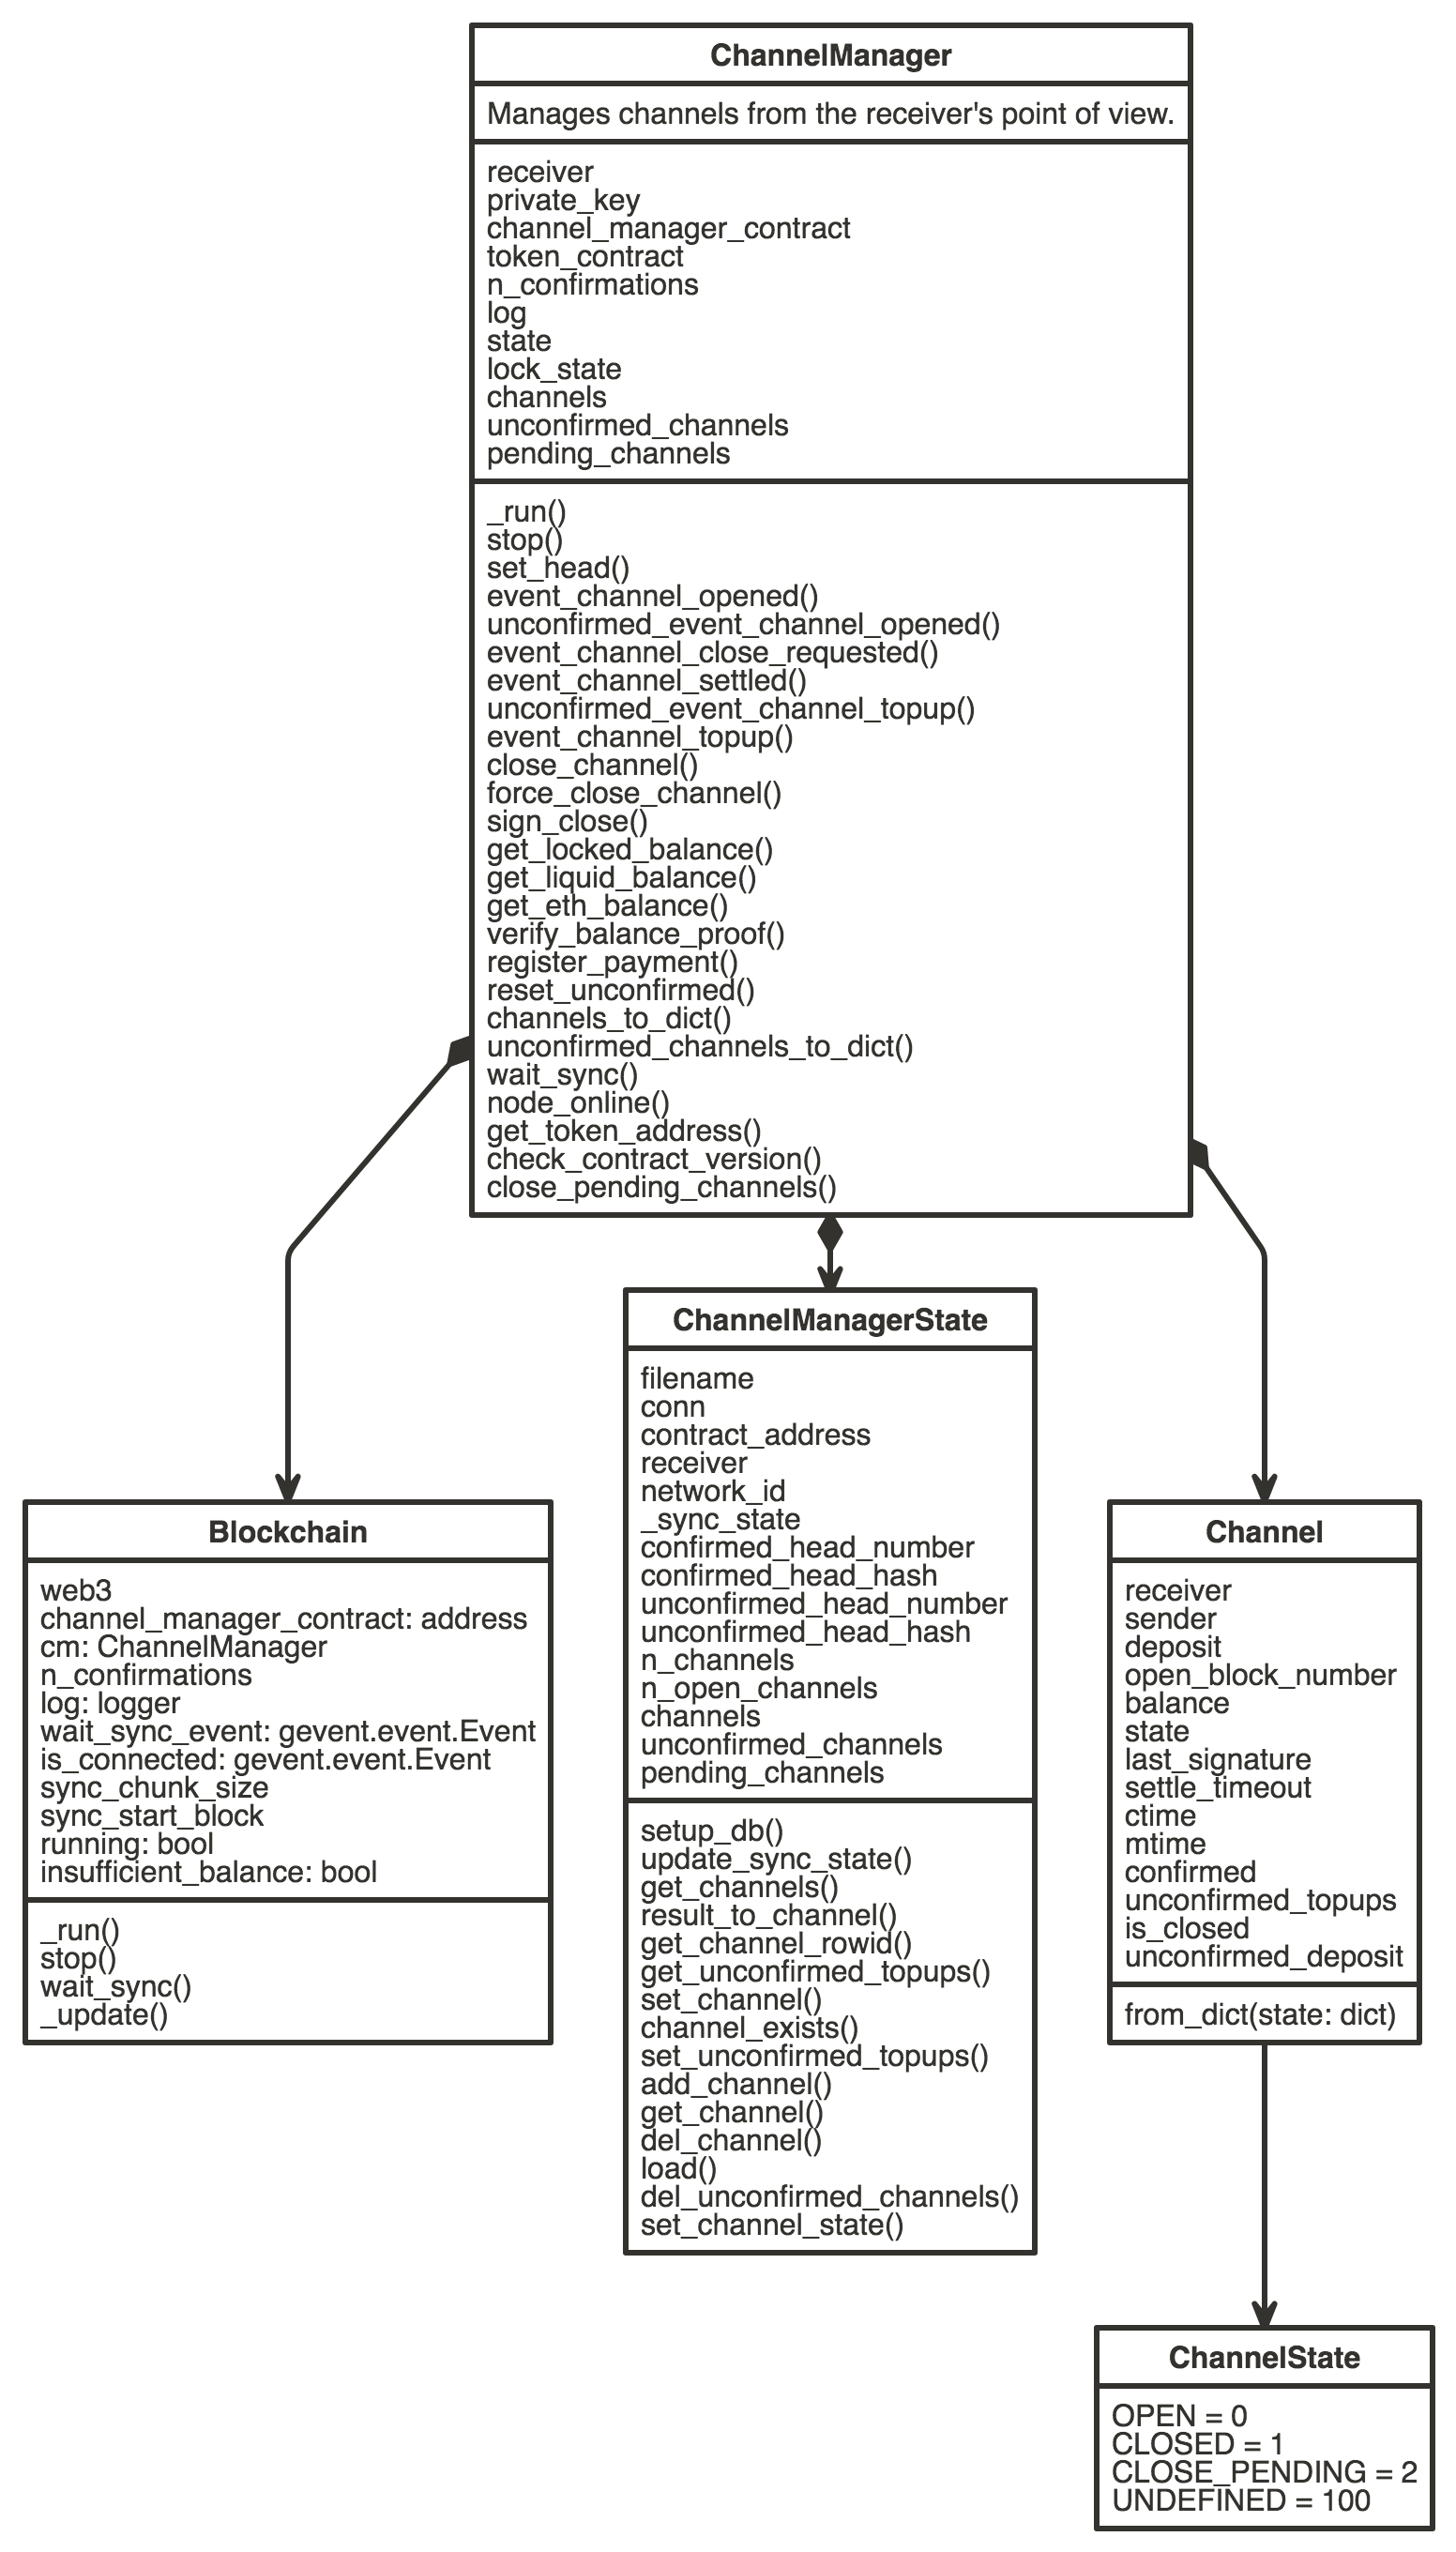 ChannelManager
Manages channels from the receiver's point of view.
receiver
private_key
channel_manager_contract
token_contract
n_confirmations
log
state
lock_state
channels
unconfirmed_channels
pending_channels
_run()
stop()
set_head()
event_channel_opened()
unconfirmed_event_channel_opened()
event_channel_close_requested()
event_channel_settled()
unconfirmed_event_channel_topup()
event_channel_topup()
close_channel()
force_close_channel()
sign_close()
get_locked_balance()
get_liquid_balance()
get_eth_balance()
verify_balance_proof()
register_payment()
reset_unconfirmed()
channels_to_dict()
unconfirmed_channels_to_dict()
wait_sync()
node_online()
get_token_address()
check_contract_version()
close_pending_channels()
ChannelManagerState
filename
conn
contract_address
receiver
network_id
_sync_state
confirmed_head_number
confirmed_head_hash
unconfirmed_head_number
unconfirmed_head_hash
n_channels
n_open_channels
channels
unconfirmed_channels
pending_channels
setup_db()
update_sync_state()
get_channels()
result_to_channel()
get_channel_rowid()
get_unconfirmed_topups()
set_channel()
channel_exists()
set_unconfirmed_topups()
add_channel()
get_channel()
del_channel()
load()
del_unconfirmed_channels()
set_channel_state()
Blockchain
web3
channel_manager_contract: address
cm: ChannelManager
n_confirmations
log: logger
wait_sync_event: gevent.event.Event
is_connected: gevent.event.Event
sync_chunk_size
sync_start_block
running: bool
insufficient_balance: bool
_run()
stop()
wait_sync()
_update()
Channel
receiver
sender
deposit
open_block_number
balance
state
last_signature
settle_timeout
ctime
mtime
confirmed
unconfirmed_topups
is_closed
unconfirmed_deposit
from_dict(state: dict)
ChannelState
OPEN = 0
CLOSED = 1
CLOSE_PENDING = 2
UNDEFINED = 100